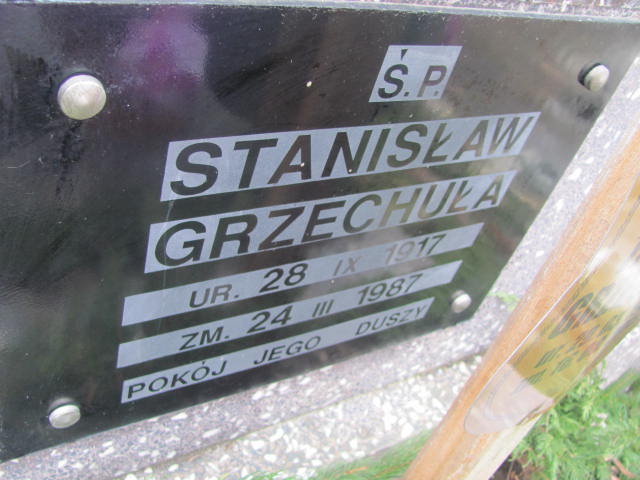 Ś.P.
STANISŁAW
GRZECHUŁA
UR. 28 IX 1917
ZM. 24 III 1987
POKÓJ JEGO DUSZY